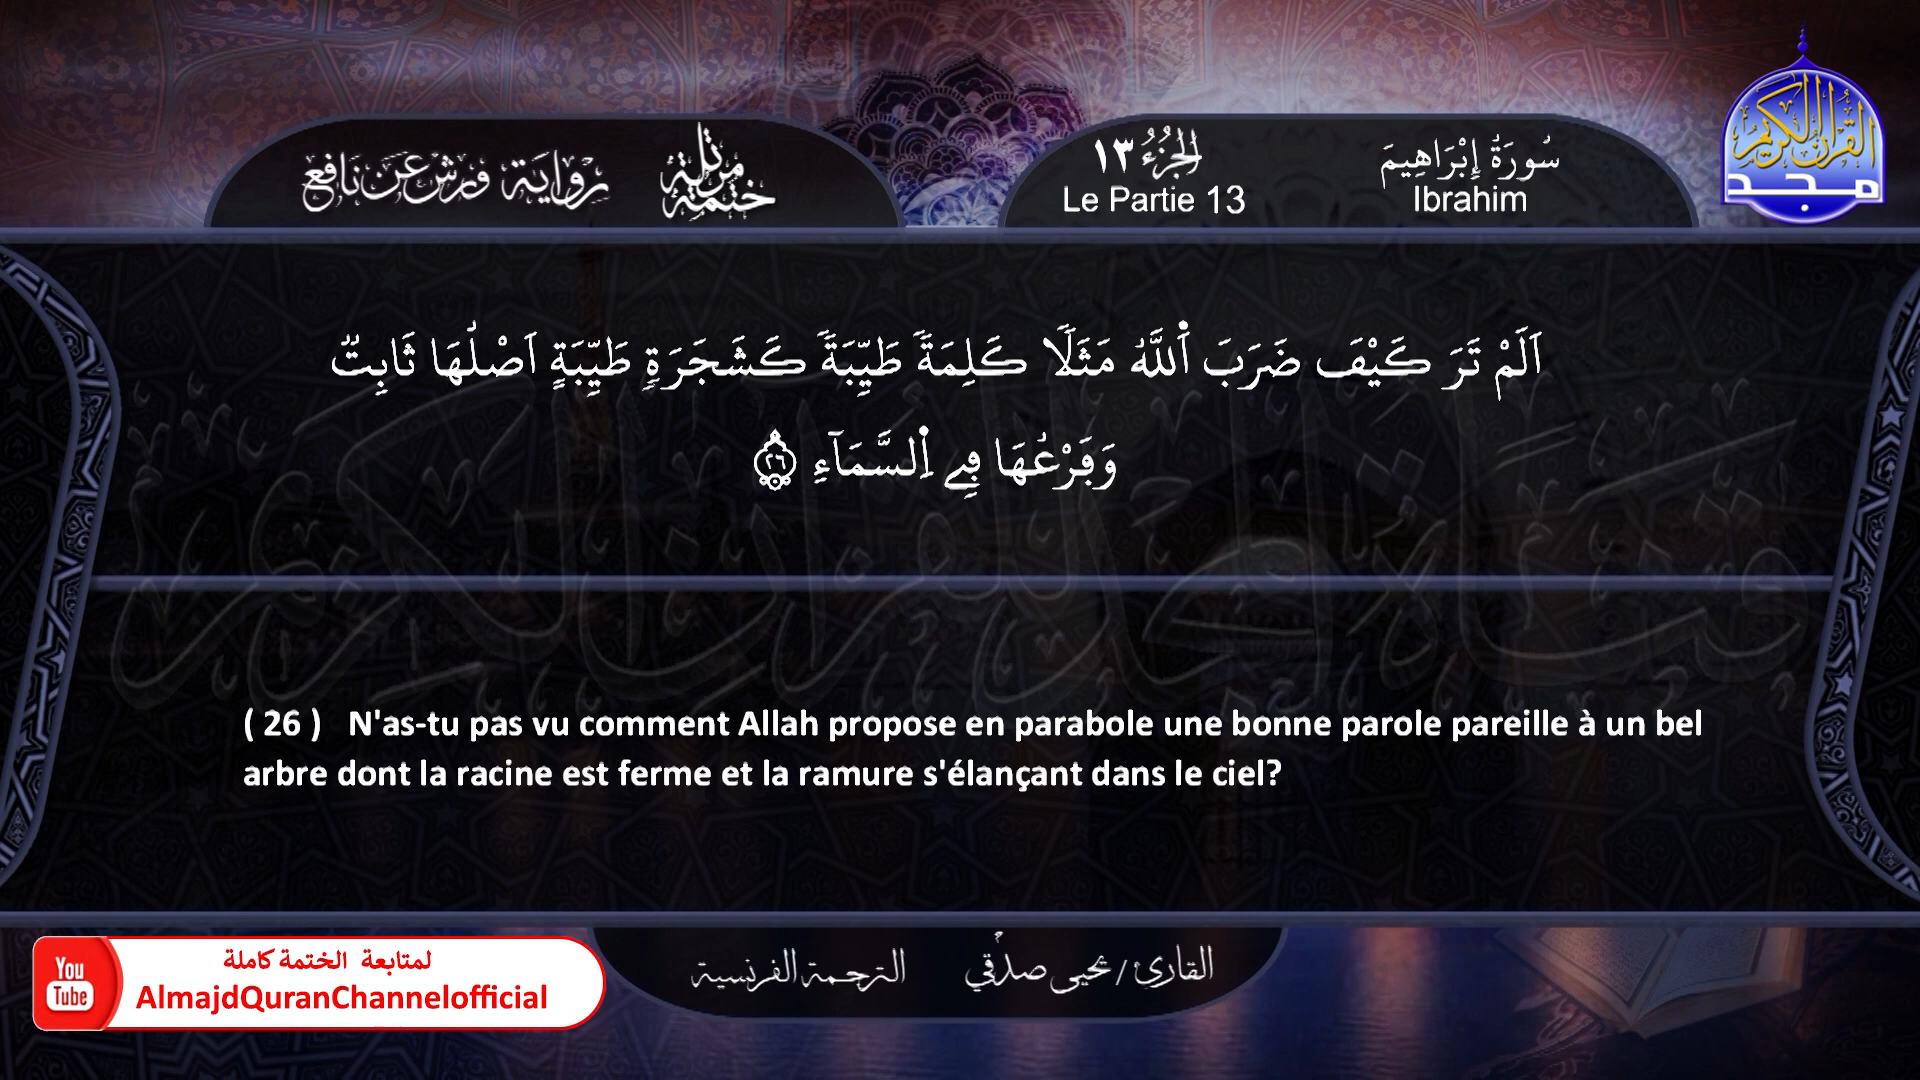 ختمة مرتلة رواية ورش عن نافع
سُورَةُ إِبْرَاهِيمَ
Ibrahim
الجُزْءُ ١٣
Le Partie 13
القرآن الكريم
مجد
اَلَمْ تَرَ كَيْفَ ضَرَبَ اَ۬للَّهُ مَثَلٗا كَلِمَةٗ طَيِّبَةٗ كَشَجَرَةٖ طَيِّبَةٍ اَصْلُهَا ثَابِتٞ
وَفَرْعُهَا فِے اِ۬لسَّمَآءِ ۝٢٦
( 26 ) N'as-tu pas vu comment Allah propose en parabole une bonne parole pareille à un bel
arbre dont la racine est ferme et la ramure s'élançant dans le ciel?
القارئ / يحيى صدقي
الترجمة الفرنسية
You
Tube
لمتابعة الختمة كاملة
AlmajdQuranChannelofficial